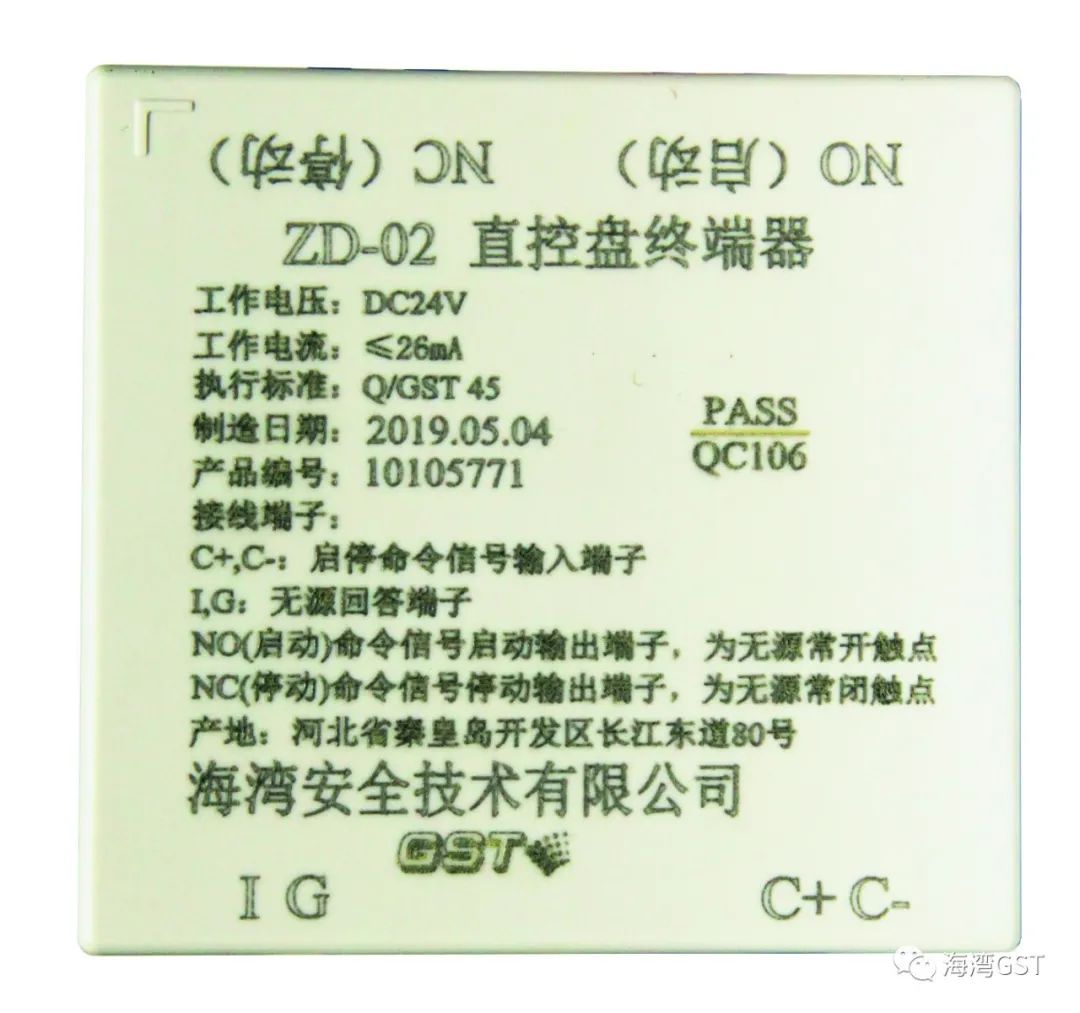 NC（停动）
NO（启动）
ZD-02 直控盘终端器
工作电压：DC24V
工作电流：≤26mA
执行标准：Q/GST 45
制造日期：2019.05.04
产品编号：10105771
PASS
QC106
接线端子：
C+,C-：启停命令信号输入端子
I,G：无源回答端子
NO(启动)命令信号启动输出端子，为无源常开触点
NC(停动)命令信号停动输出端子，为无源常闭触点
产地：河北省秦皇岛开发区长江东道80号
海湾安全技术有限公司
GST
I G
C+ C-
海湾GST